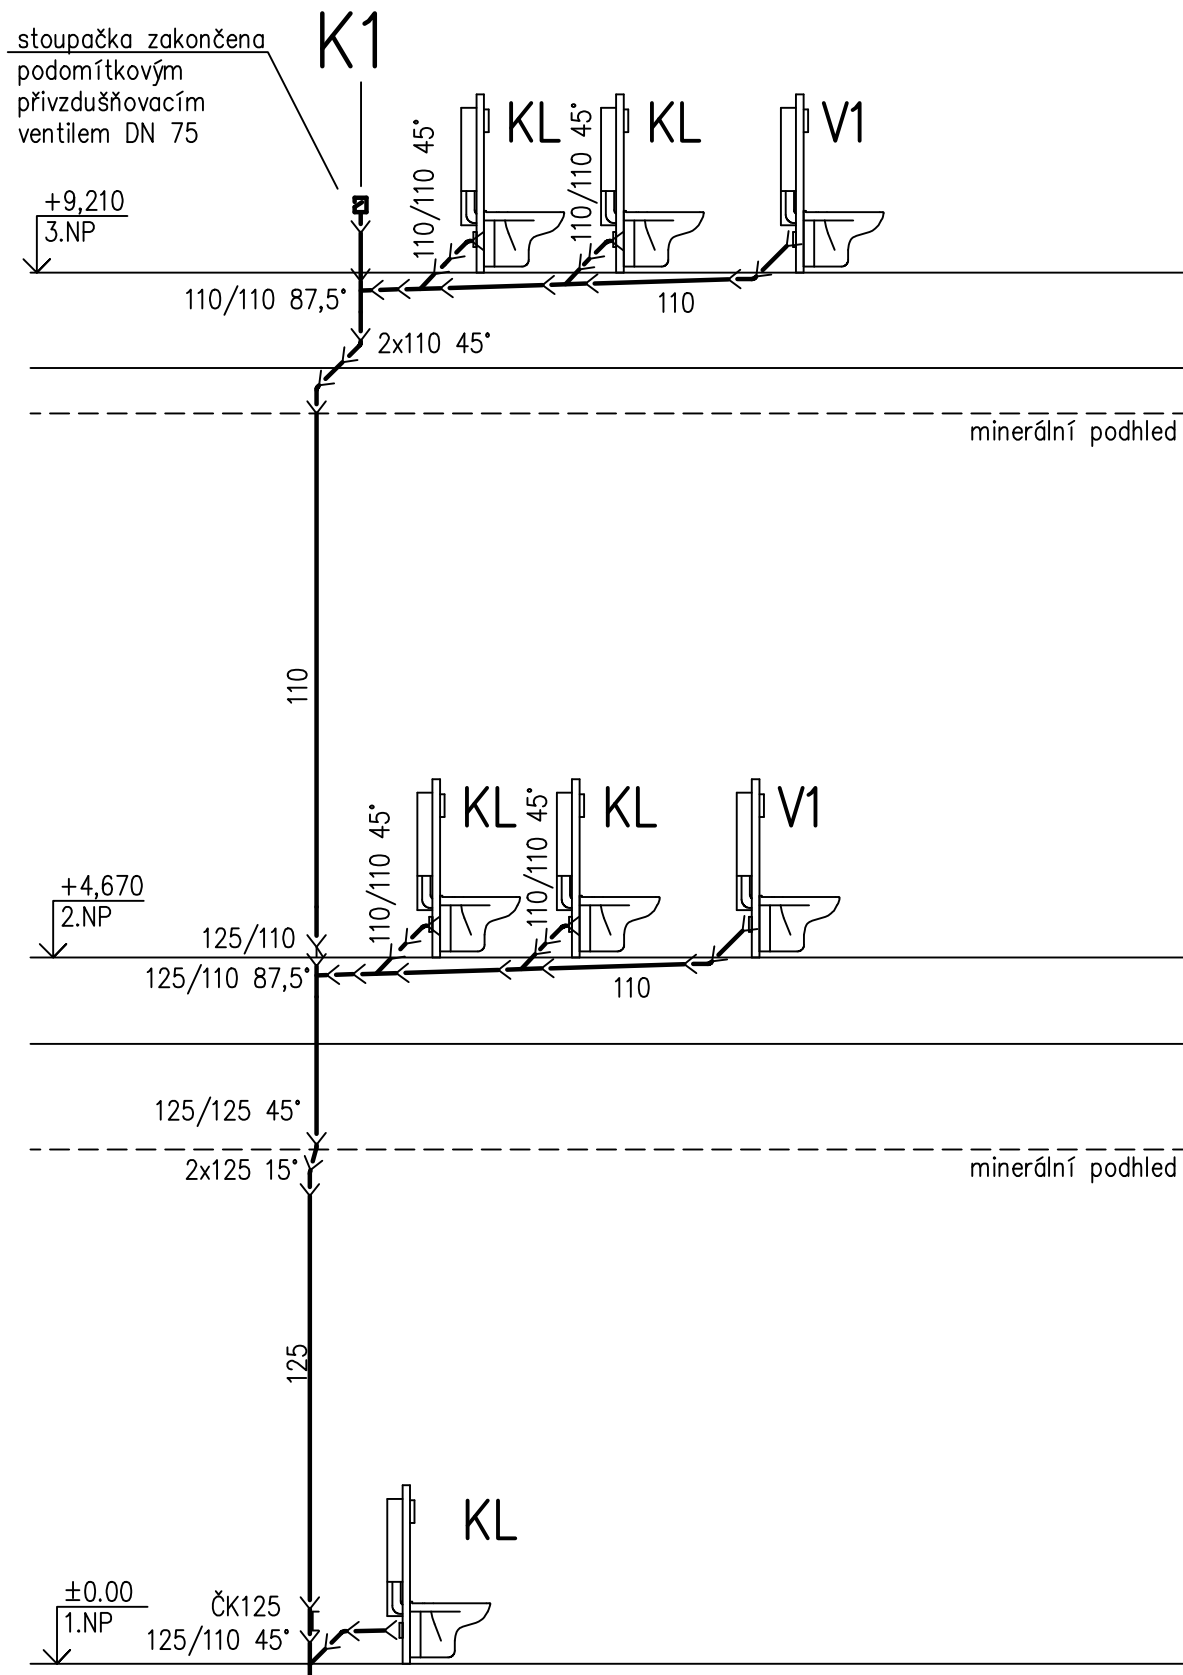 stoupačka zakončena
podomítkovým
přivzdušňovacím
ventilem DN 75
K1
KL
KL
V1
110/110 45°
110/110 45°
+9,210
3.NP
110/110 87,5°
110
2x110 45°
minerální podhled
110
KL
KL
V1
110/110 45°
110/110 45°
+4,670
2.NP
125/110
125/110 87,5°
110
125/125 45°
2x125 15°
minerální podhled
125
KL
±0.00
1.NP
ČK125
125/110 45°